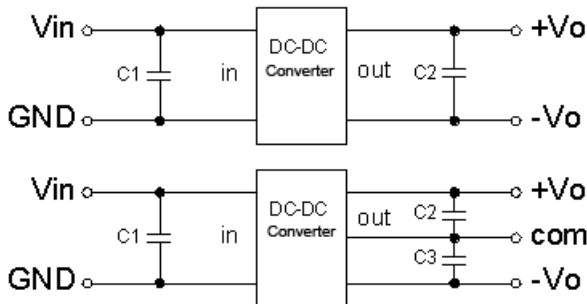 Vin DC-DC +Vo
C1 in Converter out C2
GND -Vo
Vin DC-DC +Vo
out C2
C1 in Converter com
C3
GND -Vo